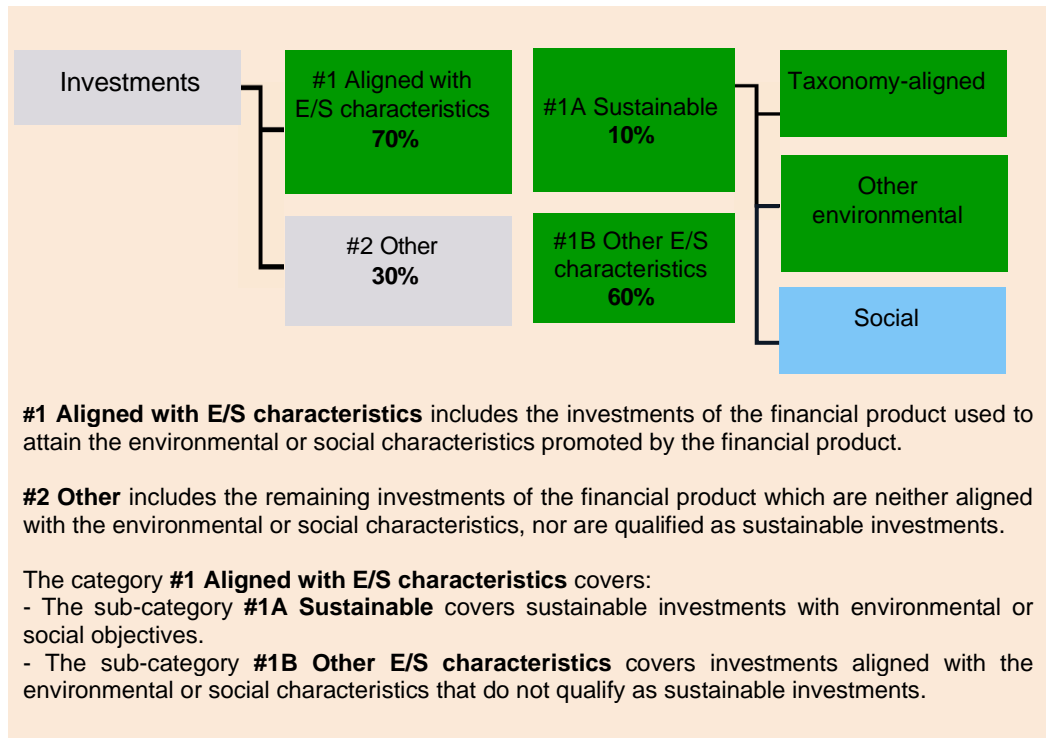 Investments
#1 Aligned with
E/S characteristics
70%
#2 Other
30%
#1A Sustainable
10%
#1B Other E/S
characteristics
60%
Taxonomy-aligned
Other
environmental
Social
#1 Aligned with E/S characteristics includes the investments of the financial product used to
attain the environmental or social characteristics promoted by the financial product.
#2 Other includes the remaining investments of the financial product which are neither aligned
with the environmental or social characteristics, nor are qualified as sustainable investments.
The category #1 Aligned with E/S characteristics covers:
- The sub-category #1A Sustainable covers sustainable investments with environmental or
social objectives.
- The sub-category #1B Other E/S characteristics covers investments aligned with the
environmental or social characteristics that do not qualify as sustainable investments.